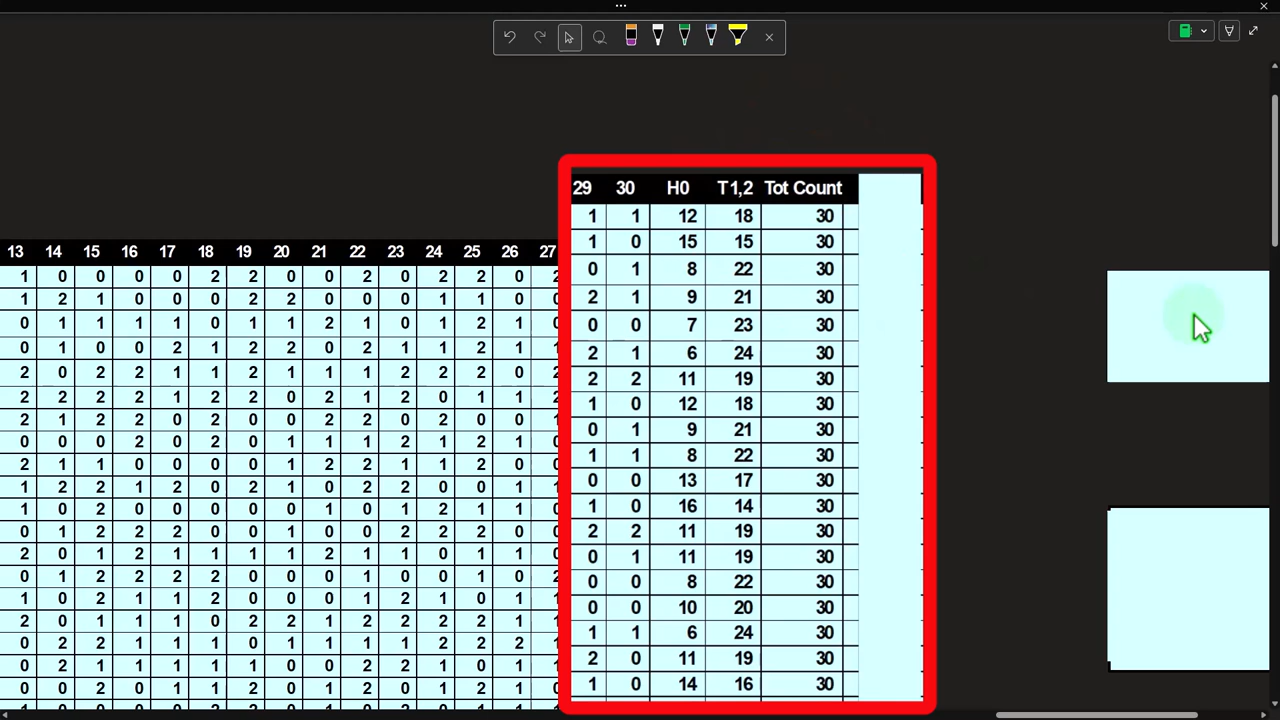 29 30 H0 T1,2 Tot Count
1 1 12 18 30
1 0 15 15 30
0 1 8 22 30
2 1 9 21 30
0 0 7 23 30
2 1 6 24 30
2 2 11 19 30
1 0 12 18 30
0 1 9 21 30
1 1 8 22 30
0 0 13 17 30
1 0 16 14 30
2 2 11 19 30
0 1 11 19 30
0 0 8 22 30
0 0 10 20 30
1 1 6 24 30
2 0 11 19 30
1 0 14 16 30
13 14 15 16 17 18 19 20 21 22 23 24 25 26 27
1 0 0 0 0 2 2 0 0 2 0 2 2 0 2
1 2 1 0 0 0 2 2 0 0 0 1 1 0 0
0 1 1 1 1 0 1 1 2 1 0 1 2 1 0
0 1 0 0 2 1 2 2 0 2 1 1 2 1 1
2 0 2 2 1 1 2 1 1 1 2 2 2 0 2
2 2 2 2 1 2 2 0 2 1 2 0 1 1 2
2 1 2 2 0 2 0 0 2 2 0 2 0 0 1
0 0 0 2 0 2 0 1 1 1 2 1 2 1 0
2 1 1 0 0 0 0 1 2 2 1 1 2 0 0
1 2 2 1 2 0 2 1 0 2 2 0 0 1 1
1 0 2 0 0 0 0 0 1 0 1 2 1 1 0
0 1 2 2 2 0 0 1 0 0 2 2 2 0 0
2 0 1 2 1 1 1 1 2 1 1 0 1 1 0
0 1 2 2 2 2 0 0 0 1 0 0 1 0 2
1 0 2 1 1 2 0 0 0 1 2 1 0 1 1
2 0 1 1 1 0 2 2 1 2 2 2 2 1 1
0 2 2 1 1 1 0 1 1 1 1 2 2 2 1
0 2 1 1 1 1 1 0 0 2 2 1 0 1 1
0 0 2 0 1 1 2 0 1 2 0 1 2 1 0